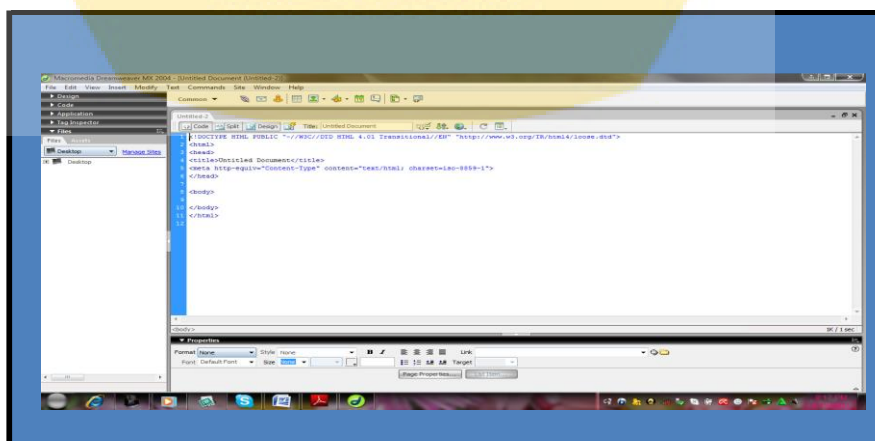 Macromedia Dreamweaver MX 2004 - [Untitled Document (Untitled-2)]
File Edit View Insert Modify Text Commands Site Window Help
Design
Code
Application
Tag Inspector
Files
Files Assets
Desktop Manage Sites
Desktop
Common
Untitled-2
Code Split Design Title: Untitled Document
1 <!DOCTYPE HTML PUBLIC "-//W3C//DTD HTML 4.01 Transitional//EN" "http://www.w3.org/TR/html4/loose.dtd">
2 <html>
3 <head>
4 <title>Untitled Document</title>
5 <meta http-equiv="Content-Type" content="text/html; charset=iso-8859-1">
6 </head>
7
8 <body>
9
10 </body>
11 </html>
12
<body> 1K / 1 sec
Properties
Format None Style None B I Link
Font Default Font Size None Target
Page Properties...